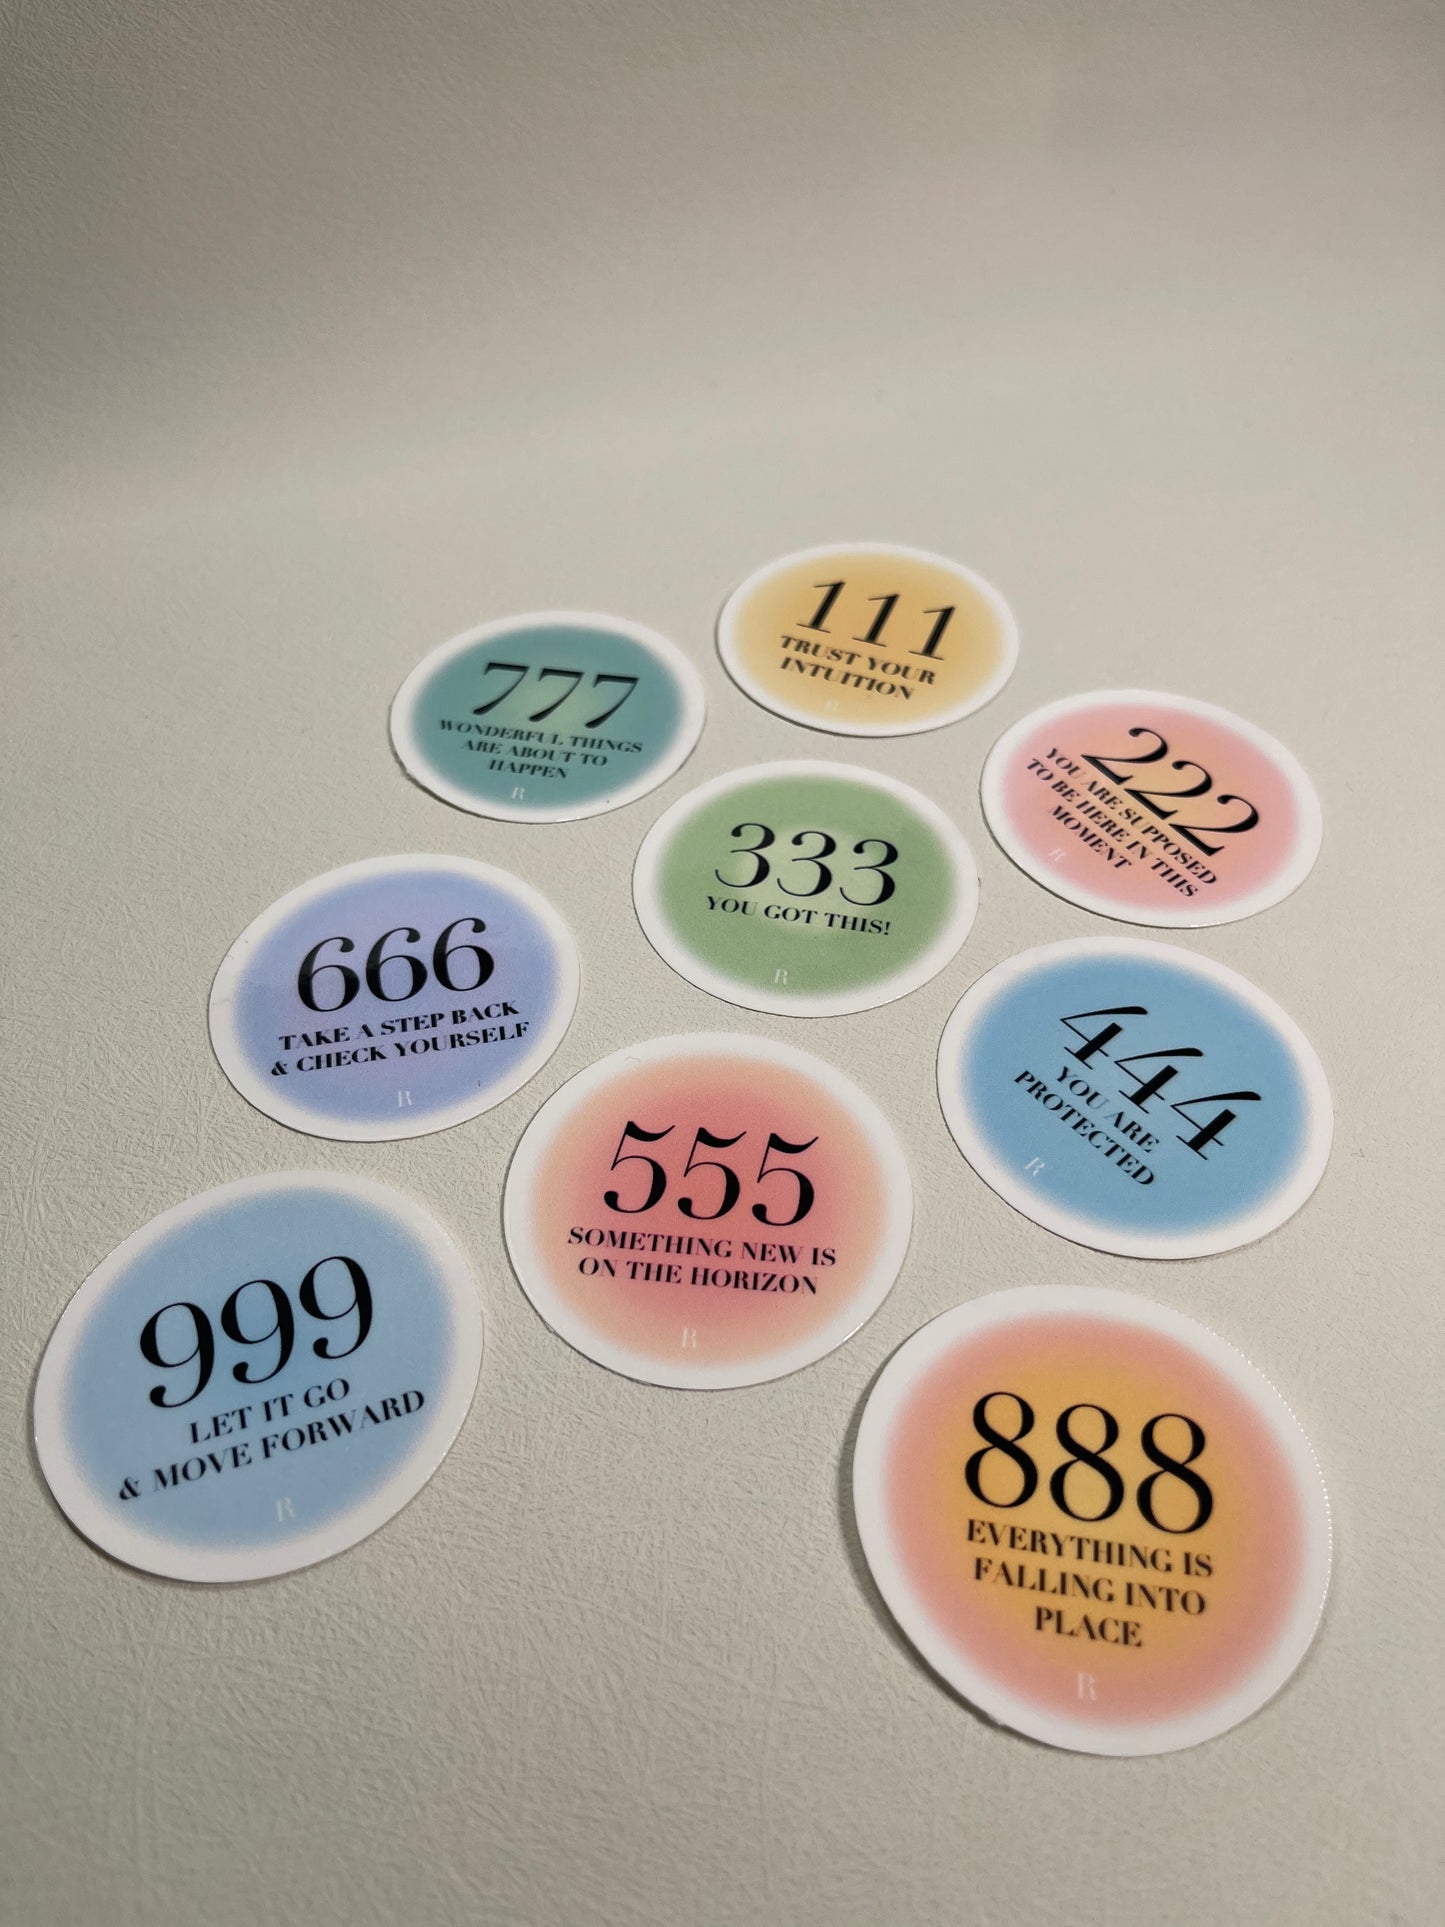 111
TRUST YOUR
INTUITION
R
777
WONDERFUL THINGS
ARE ABOUT TO
HAPPEN
R
222
YOU ARE SUPPOSED
TO BE HERE IN THIS
MOMENT
R
333
YOU GOT THIS!
R
666
TAKE A STEP BACK
& CHECK YOURSELF
R
444
YOU ARE
PROTECTED
R
555
SOMETHING NEW IS
ON THE HORIZON
R
999
LET IT GO
& MOVE FORWARD
R
888
EVERYTHING IS
FALLING INTO
PLACE
R